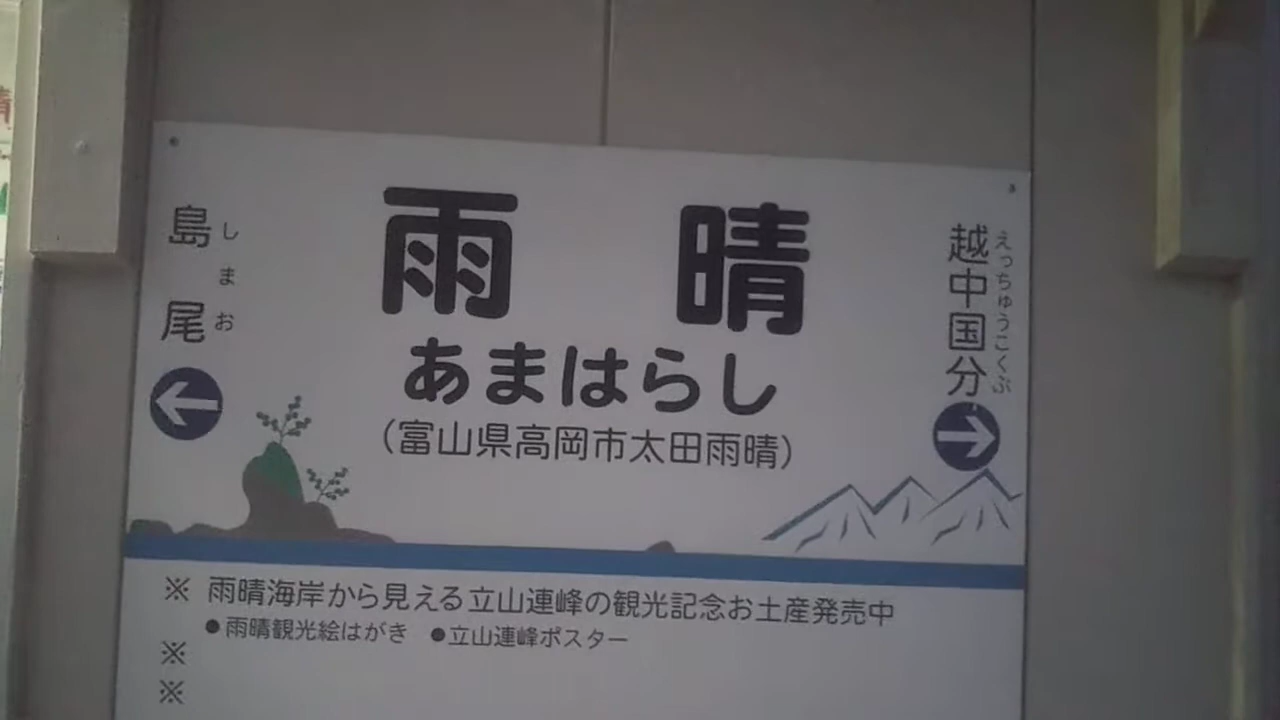 雨晴
あまはらし
(富山県高岡市太田雨晴)
島尾
しまお
越中国分
えっちゅうこくぶ
※ 雨晴海岸から見える立山連峰の観光記念お土産発売中
●雨晴観光絵はがき ●立山連峰ポスター
※
※